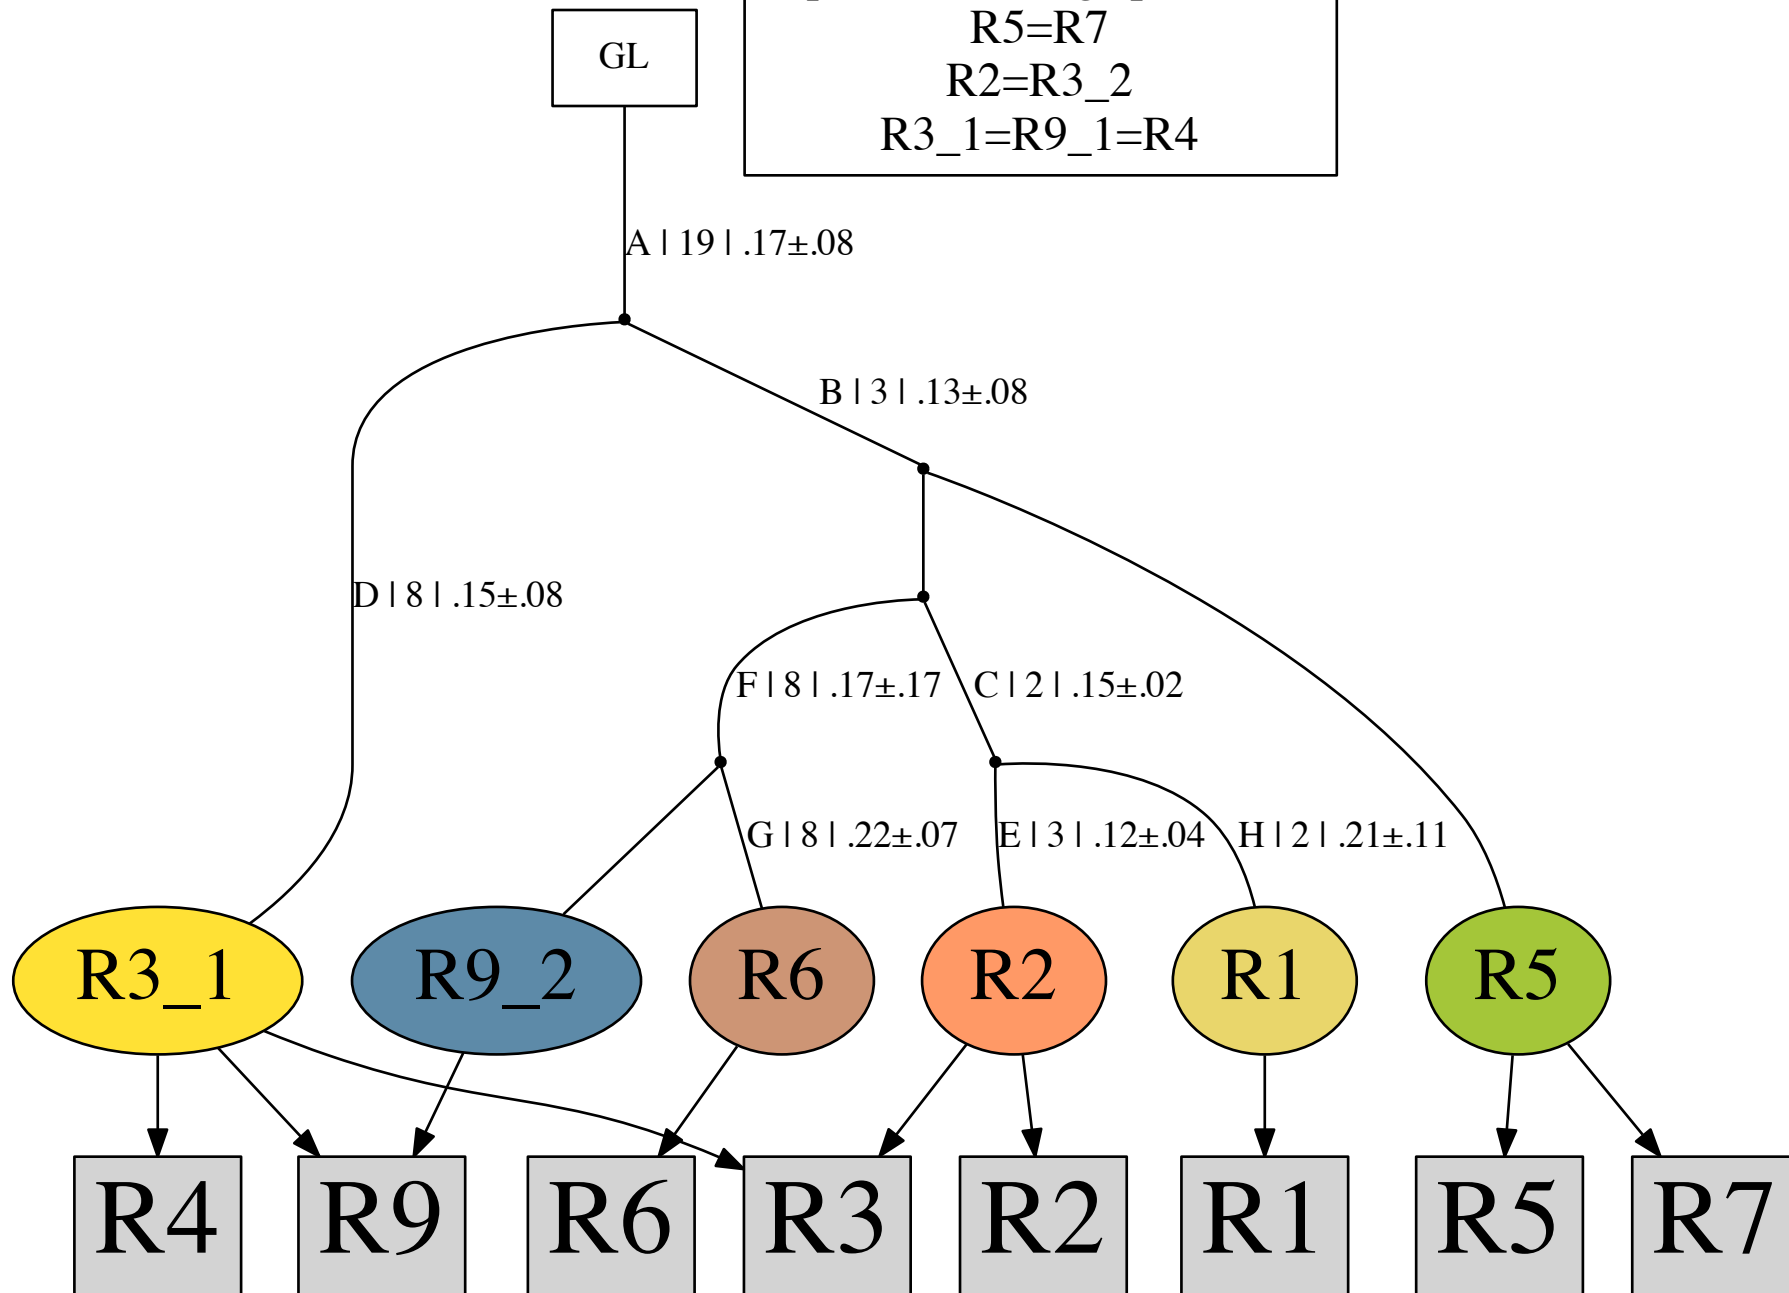 GL
R5=R7
R2=R3_2
R3_1=R9_1=R4
A | 19 | .17±.08
B | 3 | .13±.08
D | 8 | .15±.08
F | 8 | .17±.17
C | 2 | .15±.02
G | 8 | .22±.07
E | 3 | .12±.04
H | 2 | .21±.11
R3_1
R9_2
R6
R2
R1
R5
R4
R9
R6
R3
R2
R1
R5
R7